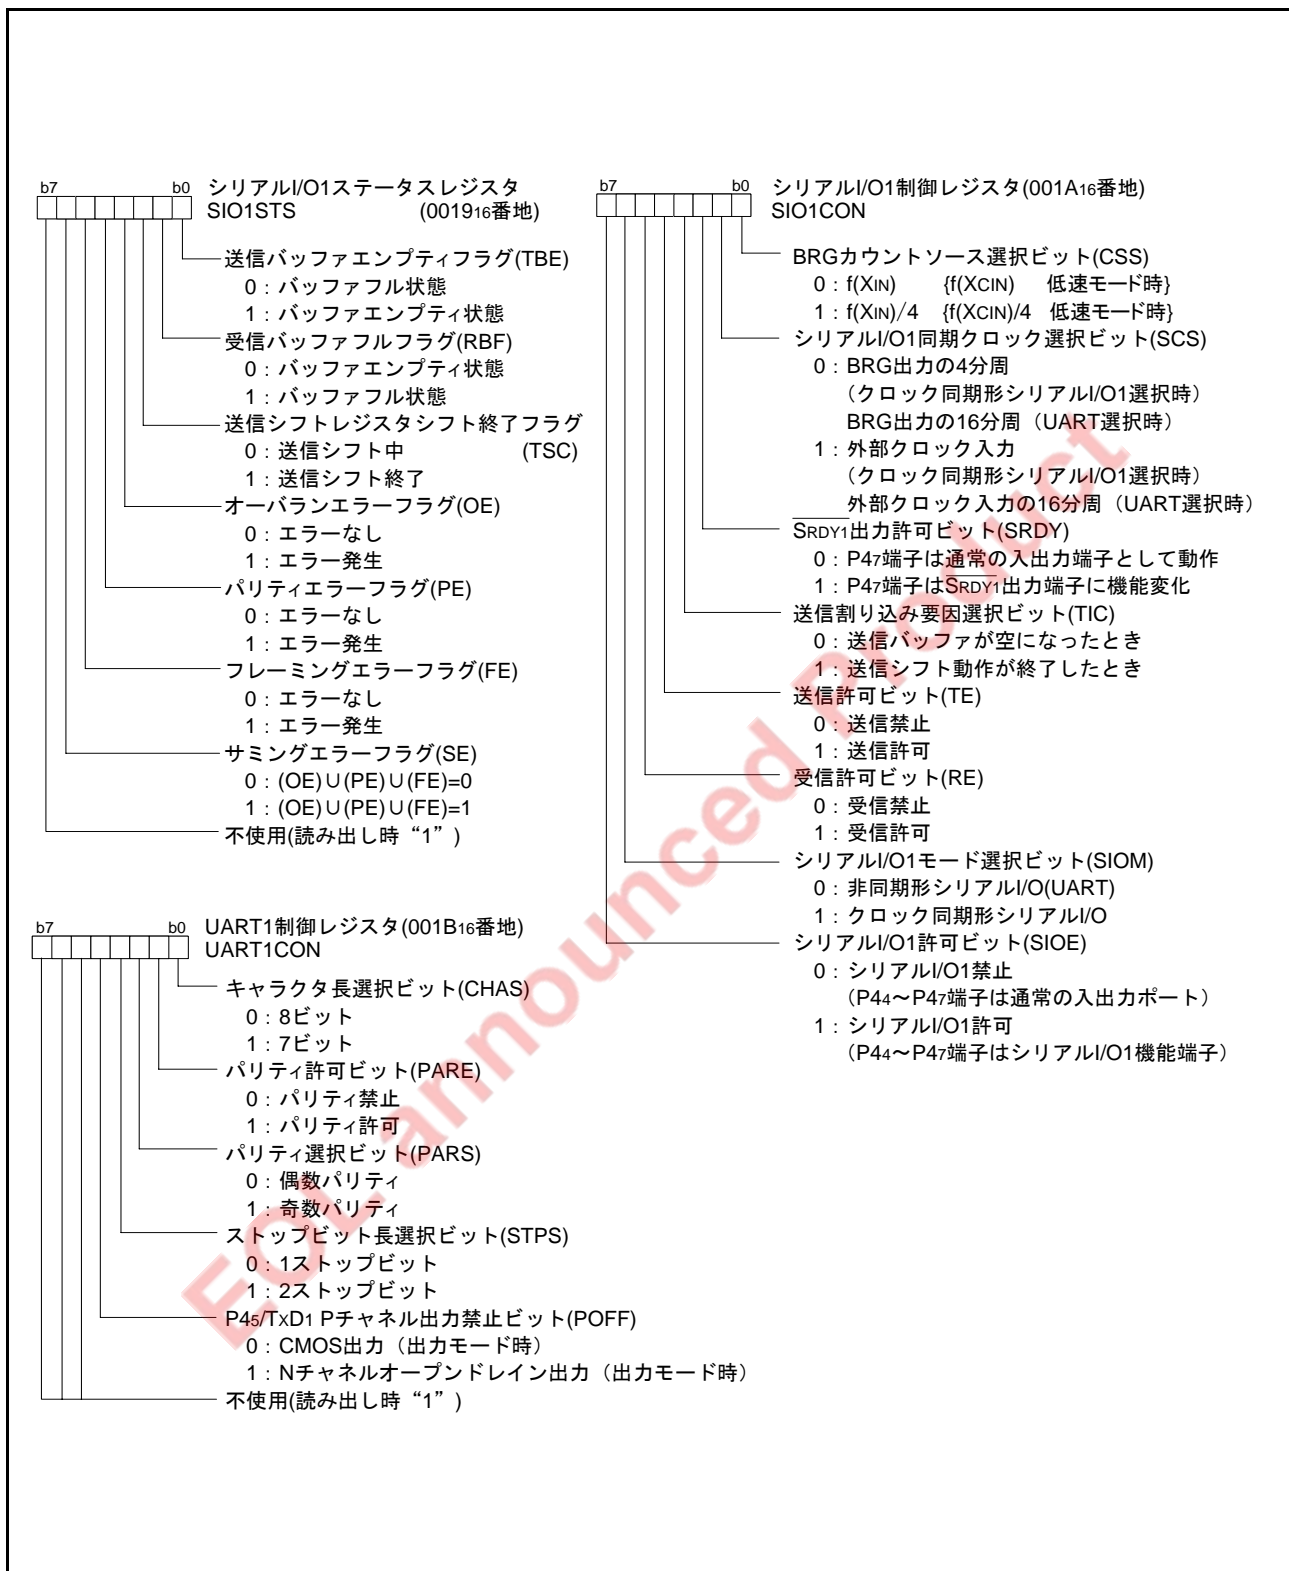 b7 b0 シリアルI/O1ステータスレジスタ
SIO1STS (001916番地)
送信バッファエンプティフラグ(TBE)
0：バッファフル状態
1：バッファエンプティ状態
受信バッファフルフラグ(RBF)
0：バッファエンプティ状態
1：バッファフル状態
送信シフトレジスタシフト終了フラグ
0：送信シフト中 (TSC)
1：送信シフト終了
オーバランエラーフラグ(OE)
0：エラーなし
1：エラー発生
パリティエラーフラグ(PE)
0：エラーなし
1：エラー発生
フレーミングエラーフラグ(FE)
0：エラーなし
1：エラー発生
サミングエラーフラグ(SE)
0：(OE)∪(PE)∪(FE)=0
1：(OE)∪(PE)∪(FE)=1
不使用(読み出し時“1”)
b7 b0 UART1制御レジスタ(001B16番地)
UART1CON
キャラクタ長選択ビット(CHAS)
0：8ビット
1：7ビット
パリティ許可ビット(PARE)
0：パリティ禁止
1：パリティ許可
パリティ選択ビット(PARS)
0：偶数パリティ
1：奇数パリティ
ストップビット長選択ビット(STPS)
0：1ストップビット
1：2ストップビット
P45/TXD1 Pチャネル出力禁止ビット(POFF)
0：CMOS出力（出力モード時）
1：Nチャネルオープンドレイン出力（出力モード時）
不使用(読み出し時“1”)
b7 b0 シリアルI/O1制御レジスタ(001A16番地)
SIO1CON
BRGカウントソース選択ビット(CSS)
0：f(XIN) {f(XCIN) 低速モード時}
1：f(XIN)/4 {f(XCIN)/4 低速モード時}
シリアルI/O1同期クロック選択ビット(SCS)
0：BRG出力の4分周
（クロック同期形シリアルI/O1選択時）
BRG出力の16分周（UART選択時）
1：外部クロック入力
（クロック同期形シリアルI/O1選択時）
外部クロック入力の16分周（UART選択時）
SRDY1出力許可ビット(SRDY)
0：P47端子は通常の入出力端子として動作
1：P47端子はSRDY1出力端子に機能変化
送信割り込み要因選択ビット(TIC)
0：送信バッファが空になったとき
1：送信シフト動作が終了したとき
送信許可ビット(TE)
0：送信禁止
1：送信許可
受信許可ビット(RE)
0：受信禁止
1：受信許可
シリアルI/O1モード選択ビット(SIOM)
0：非同期形シリアルI/O(UART)
1：クロック同期形シリアルI/O
シリアルI/O1許可ビット(SIOE)
0：シリアルI/O1禁止
（P44～P47端子は通常の入出力ポート）
1：シリアルI/O1許可
（P44～P47端子はシリアルI/O1機能端子）
EOL announced Product